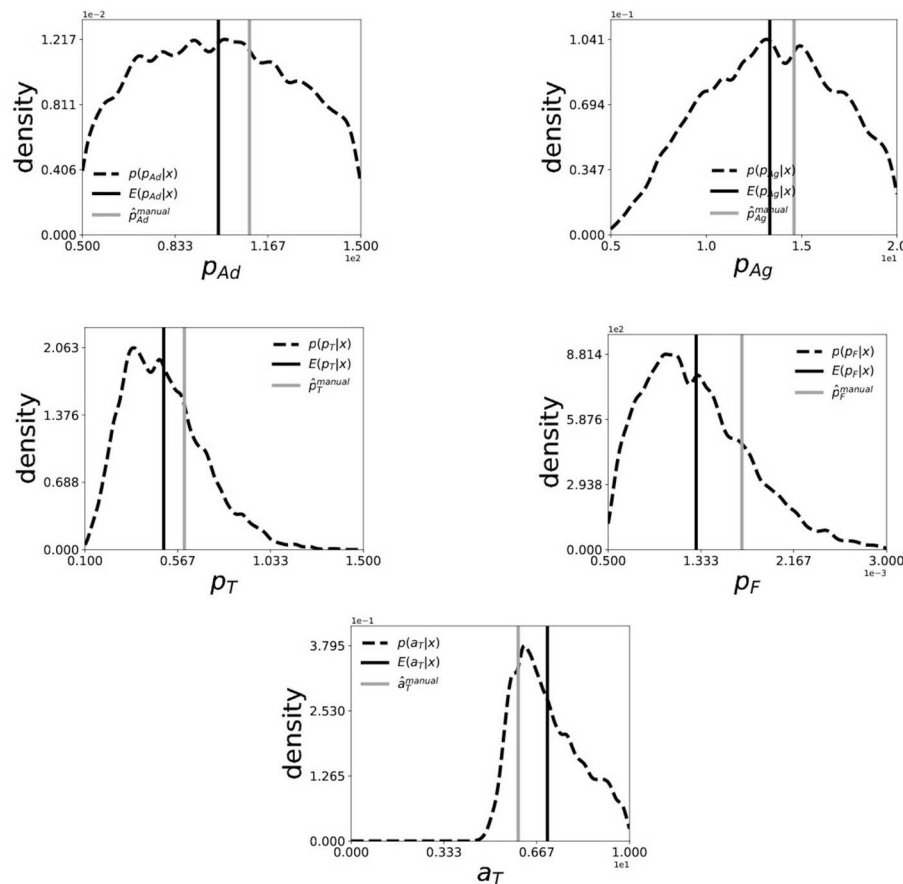 1e-2
1.217
0.811
0.406
0.000
density
p(p_Ad|x)
E(p_Ad|x)
p̂_Ad^manual
0.500 0.833 1.167 1.500
1e2
p_Ad
1e-1
1.041
0.694
0.347
0.000
density
p(p_Ag|x)
E(p_Ag|x)
p̂_Ag^manual
0.5 1.0 1.5 2.0
1e1
p_Ag
2.063
1.376
0.688
0.000
density
p(p_T|x)
E(p_T|x)
p̂_T^manual
0.100 0.567 1.033 1.500
p_T
1e2
8.814
5.876
2.938
0.000
density
p(p_F|x)
E(p_F|x)
p̂_F^manual
0.500 1.333 2.167 3.000
1e-3
p_F
1e-1
3.795
2.530
1.265
0.000
density
p(a_T|x)
E(a_T|x)
â_T^manual
0.000 0.333 0.667 1.000
1e1
a_T